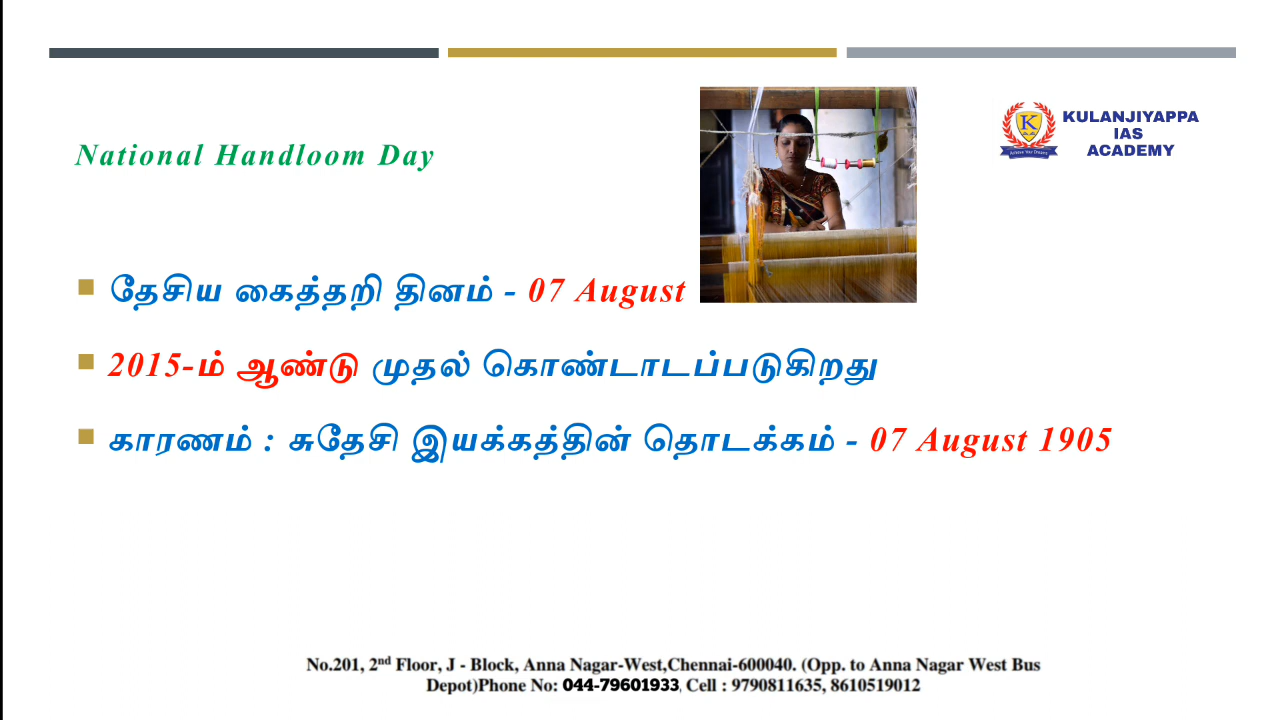 National Handloom Day
KULANJIYAPPA
IAS
ACADEMY
K
தேசிய கைத்தறி தினம் - 07 August
2015-ம் ஆண்டு முதல் கொண்டாடப்படுகிறது
காரணம் : சுதேசி இயக்கத்தின் தொடக்கம் - 07 August 1905
No.201, 2nd Floor, J - Block, Anna Nagar-West,Chennai-600040. (Opp. to Anna Nagar West Bus
Depot)Phone No: 044-79601933, Cell : 9790811635, 8610519012